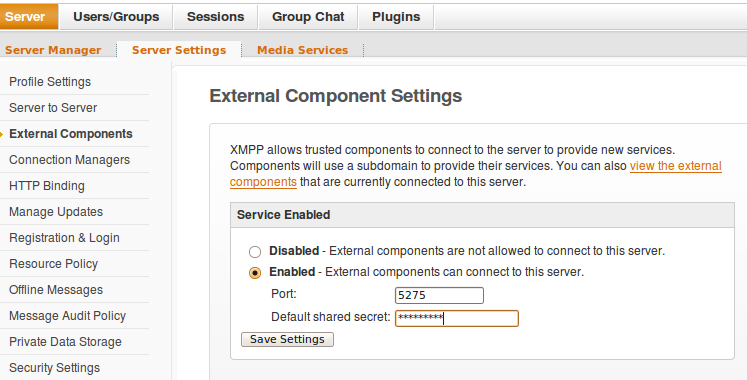 Server Users/Groups Sessions Group Chat Plugins
Server Manager Server Settings Media Services
Profile Settings
Server to Server
External Components
Connection Managers
HTTP Binding
Manage Updates
Registration & Login
Resource Policy
Offline Messages
Message Audit Policy
Private Data Storage
Security Settings
External Component Settings
XMPP allows trusted components to connect to the server to provide new services.
Components will use a subdomain to provide their services. You can also view the external
components that are currently connected to this server.
Service Enabled
Disabled - External components are not allowed to connect to this server.
Enabled - External components can connect to this server.
Port: 5275
Default shared secret: *********
Save Settings